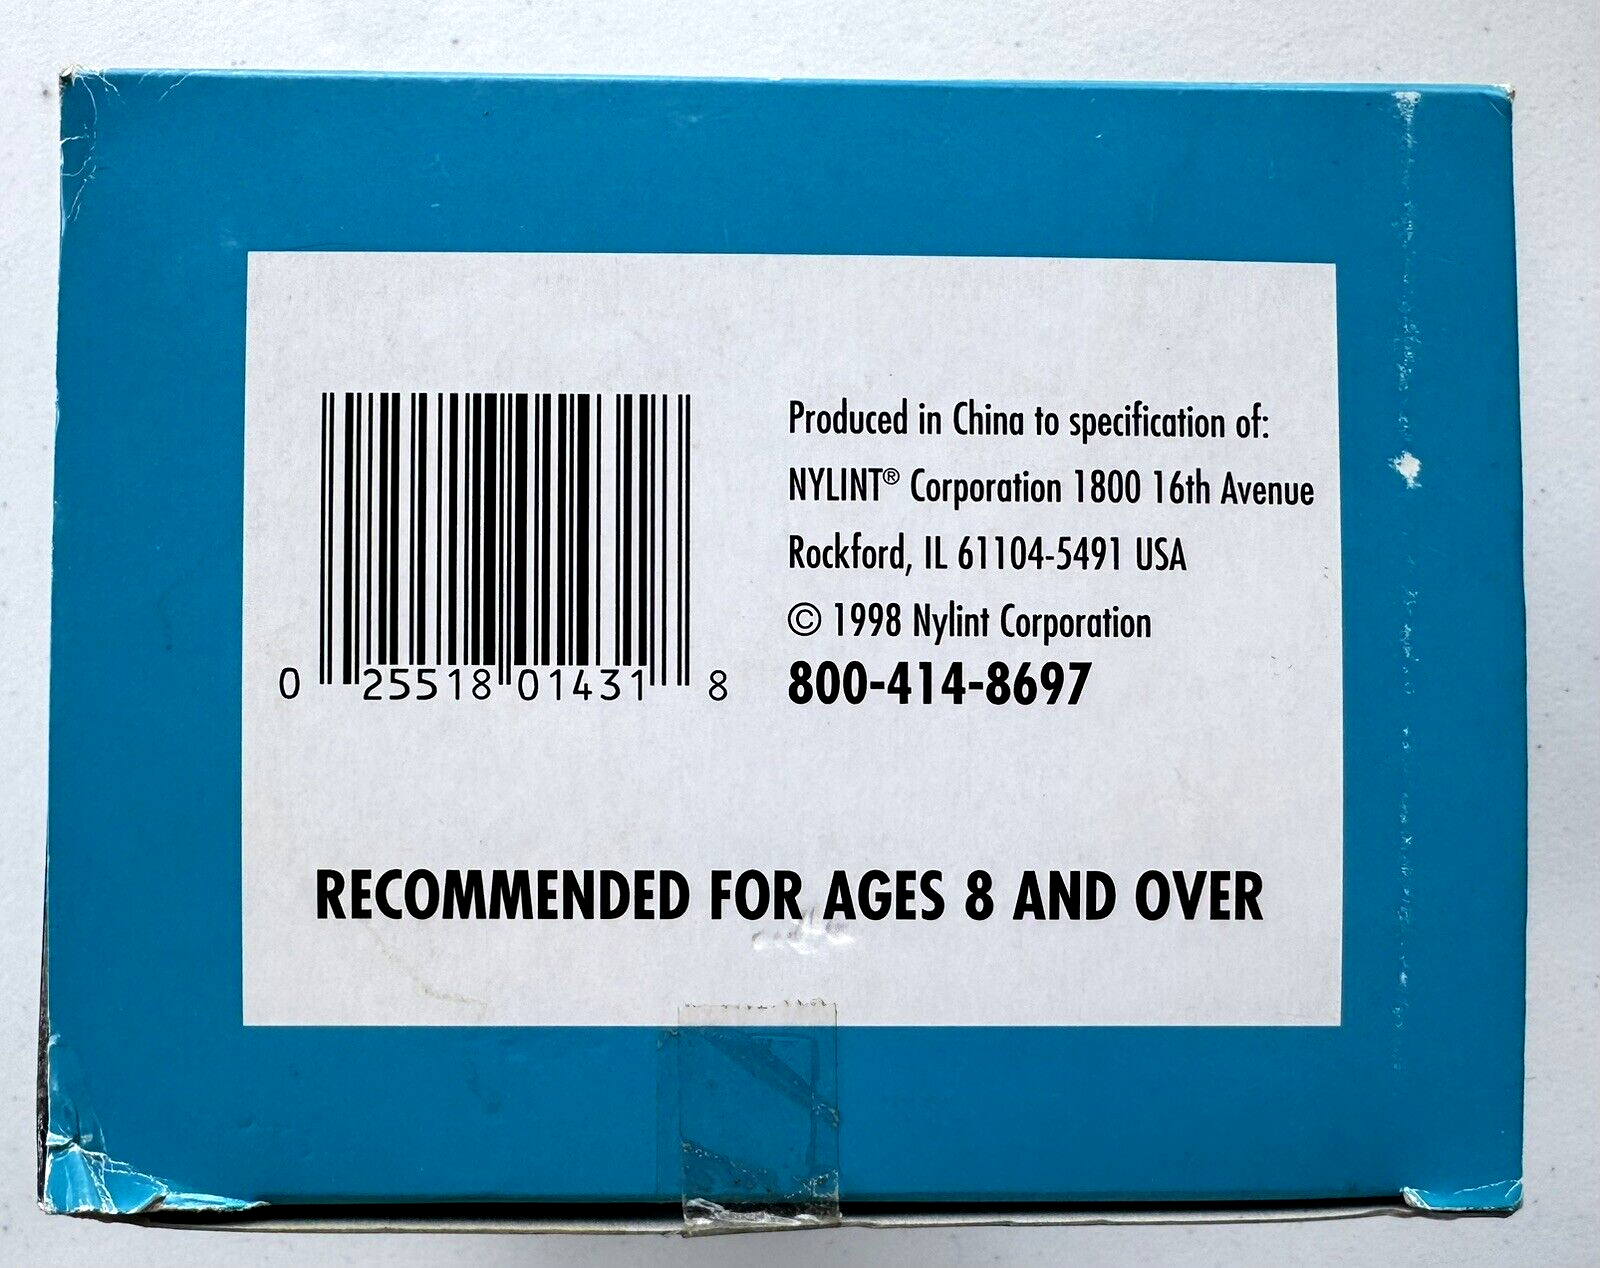 Produced in China to specification of:
NYLINT® Corporation 1800 16th Avenue
Rockford, IL 61104-5491 USA
© 1998 Nylint Corporation
800-414-8697
0 25518 01431 8
RECOMMENDED FOR AGES 8 AND OVER